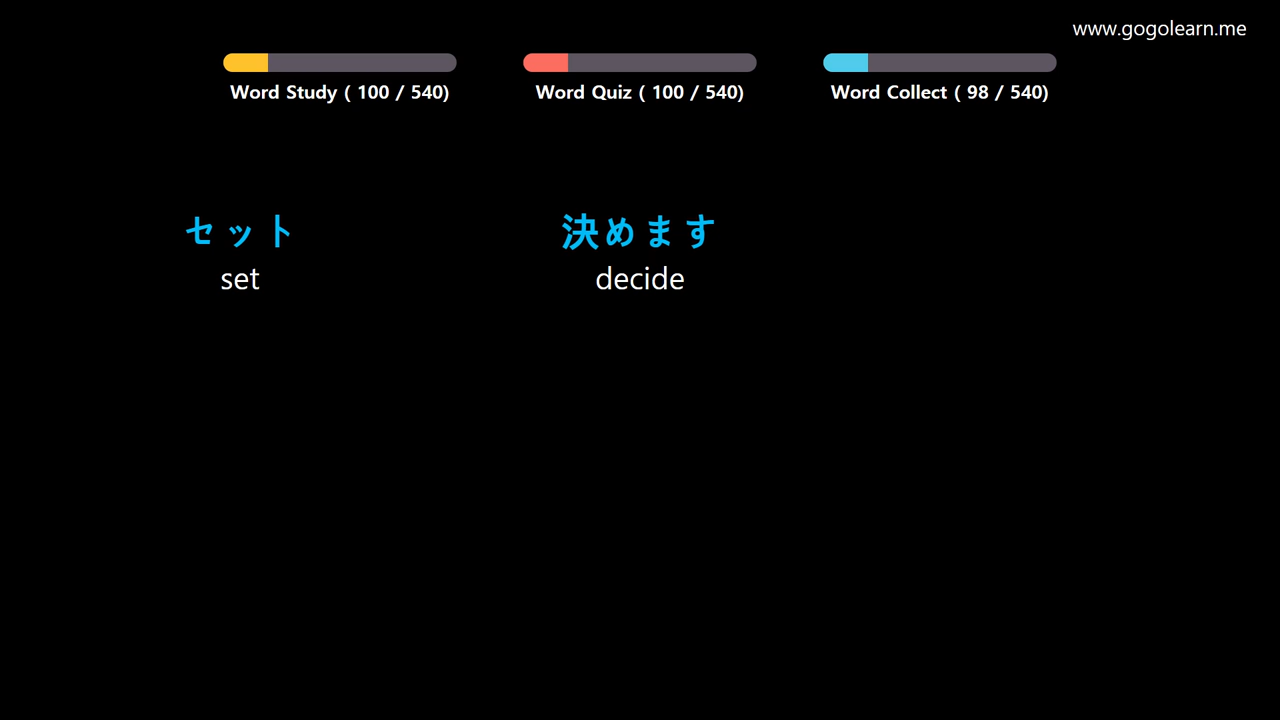 www.gogolearn.me
Word Study ( 100 / 540)
Word Quiz ( 100 / 540)
Word Collect ( 98 / 540)
セット
set
決めます
decide